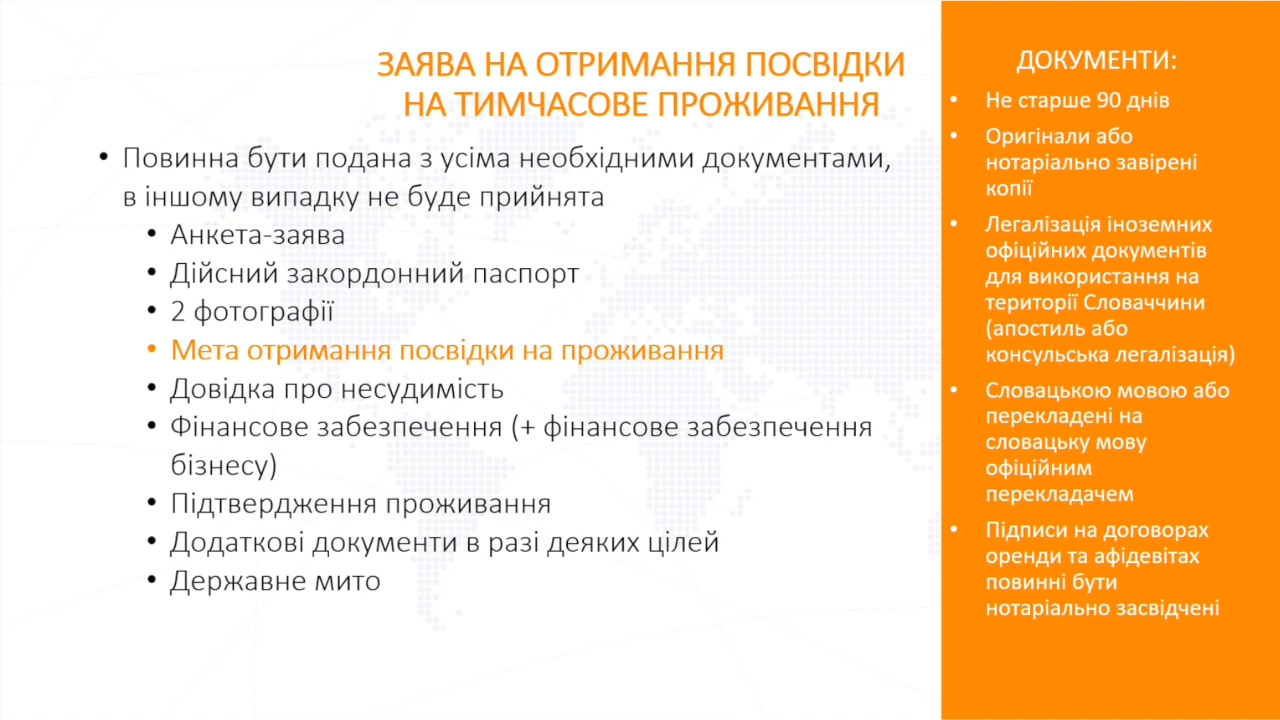 ЗАЯВА НА ОТРИМАННЯ ПОСВІДКИ
НА ТИМЧАСОВЕ ПРОЖИВАННЯ
• Повинна бути подана з усіма необхідними документами,
в іншому випадку не буде прийнята
• Анкета-заява
• Дійсний закордонний паспорт
• 2 фотографії
• Мета отримання посвідки на проживання
• Довідка про несудимість
• Фінансове забезпечення (+ фінансове забезпечення
бізнесу)
• Підтвердження проживання
• Додаткові документи в разі деяких цілей
• Державне мито
ДОКУМЕНТИ:
• Не старше 90 днів
• Оригінали або
нотаріально завірені
копії
• Легалізація іноземних
офіційних документів
для використання на
території Словаччини
(апостиль або
консульська легалізація)
• Словацькою мовою або
перекладені на
словацьку мову
офіційним
перекладачем
• Підписи на договорах
оренди та афідевітах
повинні бути
нотаріально засвідчені